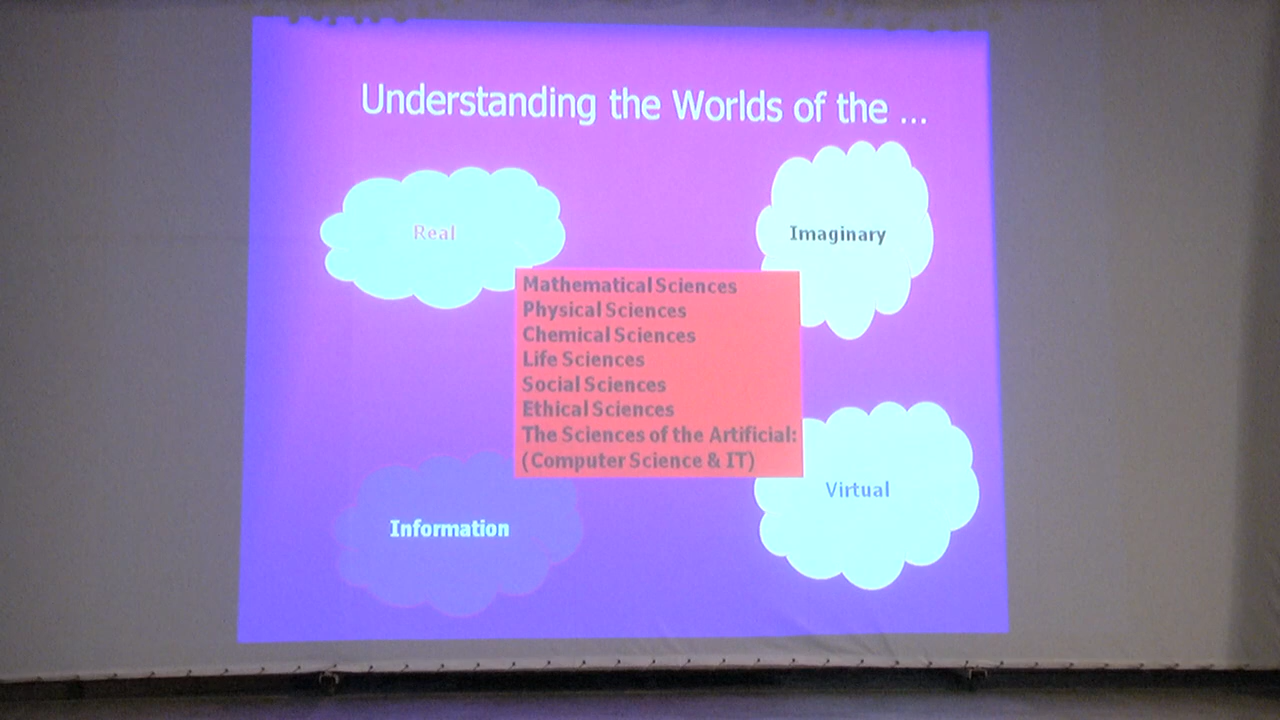 Understanding the Worlds of the ...
Real
Imaginary
Mathematical Sciences
Physical Sciences
Chemical Sciences
Life Sciences
Social Sciences
Ethical Sciences
The Sciences of the Artificial:
(Computer Science & IT)
Information
Virtual